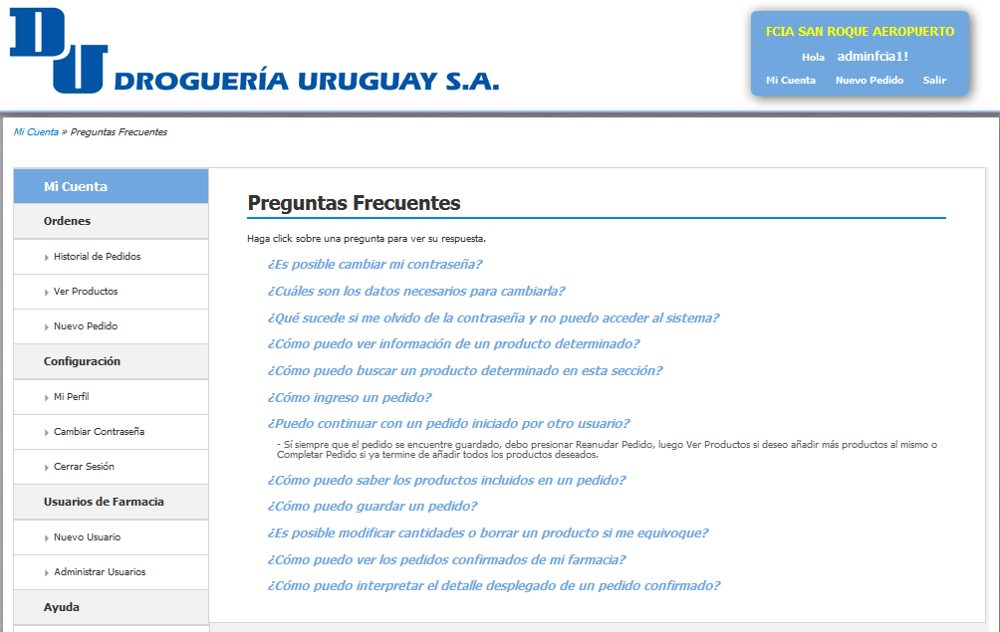 DU
DROGUERÍA URUGUAY S.A.
FCIA SAN ROQUE AEROPUERTO
Hola adminfcia1!
Mi Cuenta Nuevo Pedido Salir
Mi Cuenta » Preguntas Frecuentes
Mi Cuenta
Ordenes
Historial de Pedidos
Ver Productos
Nuevo Pedido
Configuración
Mi Perfil
Cambiar Contraseña
Cerrar Sesión
Usuarios de Farmacia
Nuevo Usuario
Administrar Usuarios
Ayuda
Preguntas Frecuentes
Haga click sobre una pregunta para ver su respuesta.
¿Es posible cambiar mi contraseña?
¿Cuáles son los datos necesarios para cambiarla?
¿Qué sucede si me olvido de la contraseña y no puedo acceder al sistema?
¿Cómo puedo ver información de un producto determinado?
¿Cómo puedo buscar un producto determinado en esta sección?
¿Cómo ingreso un pedido?
¿Puedo continuar con un pedido iniciado por otro usuario?
- Sí siempre que el pedido se encuentre guardado, debo presionar Reanudar Pedido, luego Ver Productos si deseo añadir más productos al mismo o
Completar Pedido si ya termine de añadir todos los productos deseados.
¿Cómo puedo saber los productos incluidos en un pedido?
¿Cómo puedo guardar un pedido?
¿Es posible modificar cantidades o borrar un producto si me equivoque?
¿Cómo puedo ver los pedidos confirmados de mi farmacia?
¿Cómo puedo interpretar el detalle desplegado de un pedido confirmado?